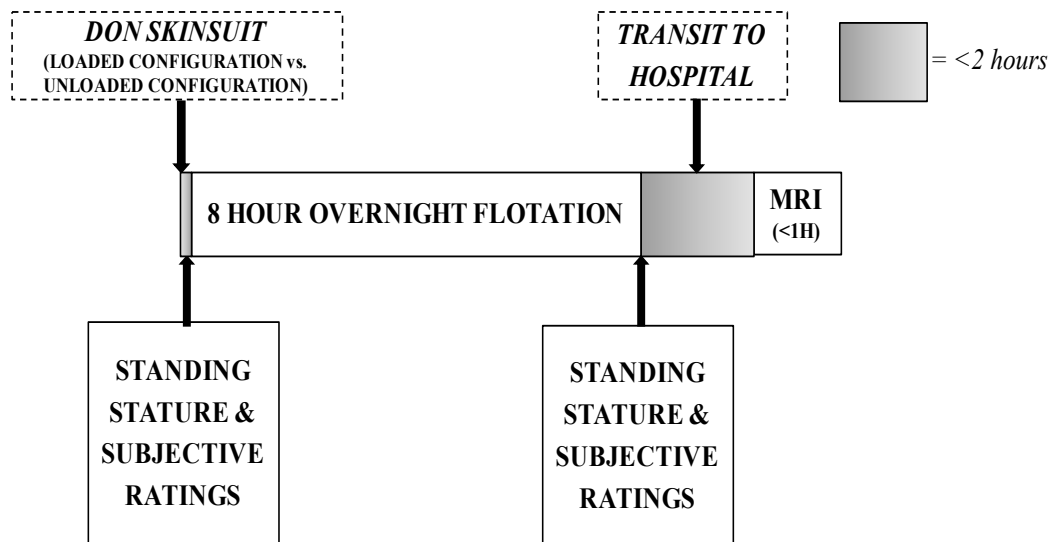 DON SKINSUIT
(LOADED CONFIGURATION vs.
UNLOADED CONFIGURATION)
TRANSIT TO
HOSPITAL
= <2 hours
8 HOUR OVERNIGHT FLOTATION
MRI
(<1H)
STANDING
STATURE &
SUBJECTIVE
RATINGS
STANDING
STATURE &
SUBJECTIVE
RATINGS